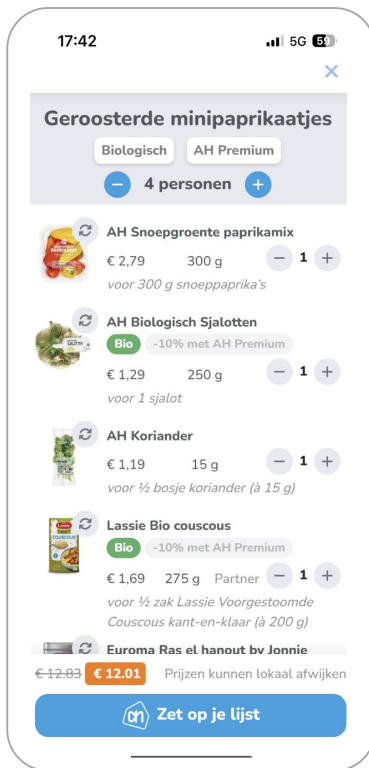 17:42
5G 59
Geroosterde minipaprikaatjes
Biologisch AH Premium
4 personen
AH Snoepgroente paprikamix
€ 2,79 300 g 1
voor 300 g snoeppaprika's
AH Biologisch Sjalotten
Bio -10% met AH Premium
€ 1,29 250 g 1
voor 1 sjalot
AH Koriander
€ 1,19 15 g 1
voor ½ bosje koriander (à 15 g)
Lassie Bio couscous
Bio -10% met AH Premium
€ 1,69 275 g Partner 1
voor ½ zak Lassie Voorgestoomde
Couscous kant-en-klaar (à 200 g)
Euroma Ras el hanout by Jonnie
€ 12.83 € 12.01 Prijzen kunnen lokaal afwijken
ah Zet op je lijst